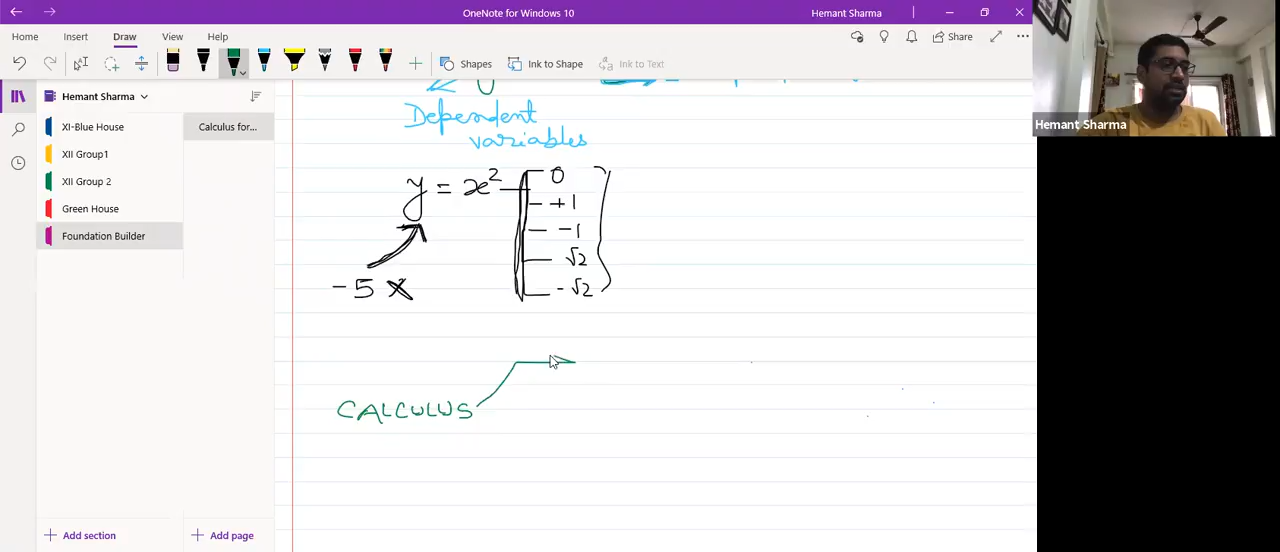 OneNote for Windows 10
Hemant Sharma
Home Insert Draw View Help
Share
Shapes Ink to Shape Ink to Text
Hemant Sharma
XI-Blue House
XII Group1
XII Group 2
Green House
Foundation Builder
Add section
Calculus for...
Add page
Dependent
variables
y = x²
0
+1
-1
√2
-√2
-5 X
CALCULUS
Hemant Sharma